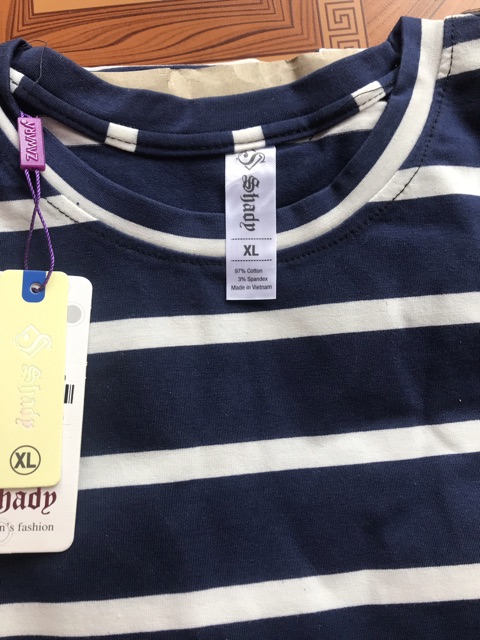 Shady
XL
97% Cotton
3% Spandex
Made in Vietnam
Shady
XL
hady
n's fashion